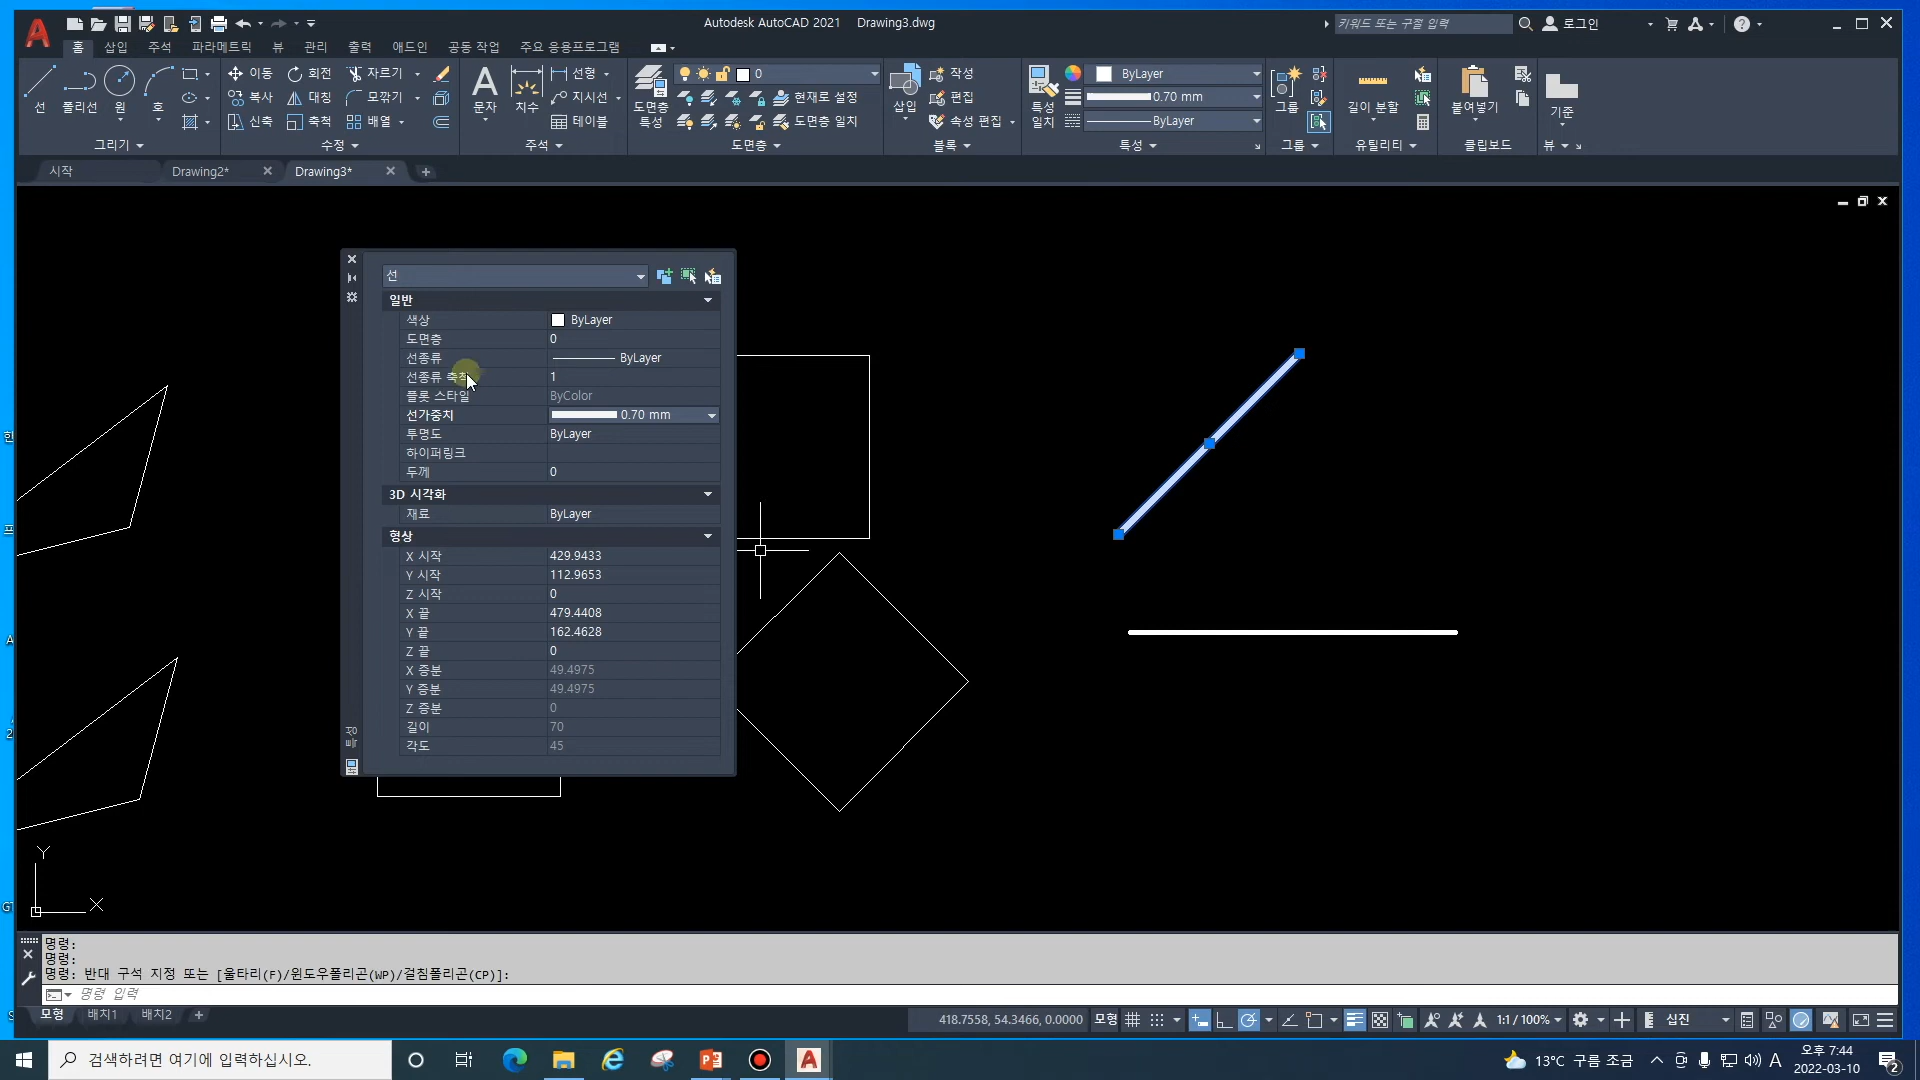 Autodesk AutoCAD 2021 Drawing3.dwg
키워드 또는 구절 입력
로그인
홈 삽입 주석 파라메트릭 뷰 관리 출력 애드인 공동 작업 주요 응용프로그램
선 폴리선 원 호
이동 회전 자르기
복사 대칭 모깎기
신축 축척 배열
문자 치수
선형
지시선
테이블
도면층 특성
0
현재로 설정
도면층 일치
삽입
작성
편집
속성 편집
특성 일치
ByLayer
0.70 mm
ByLayer
그룹 길이 분할 붙여넣기 기준
그리기 수정 주석 도면층 블록 특성 그룹 유틸리티 클립보드 뷰
시작 Drawing2* Drawing3*
선
일반
색상 ByLayer
도면층 0
선종류 ByLayer
선종류 축척 1
플롯 스타일 ByColor
선가중치 0.70 mm
투명도 ByLayer
하이퍼링크
두께 0
3D 시각화
재료 ByLayer
형상
X 시작 429.9433
Y 시작 112.9653
Z 시작 0
X 끝 479.4408
Y 끝 162.4628
Z 끝 0
X 증분 49.4975
Y 증분 49.4975
Z 증분 0
길이 70
각도 45
특성
Y
X
명령:
명령:
명령: 반대 구석 지정 또는 [울타리(F)/윈도우폴리곤(WP)/걸침폴리곤(CP)]:
명령 입력
모형 배치1 배치2
418.7558, 54.3466, 0.0000 모형
1:1 / 100%
십진
검색하려면 여기에 입력하십시오.
13°C 구름 조금
A
오후 7:44
2022-03-10
2